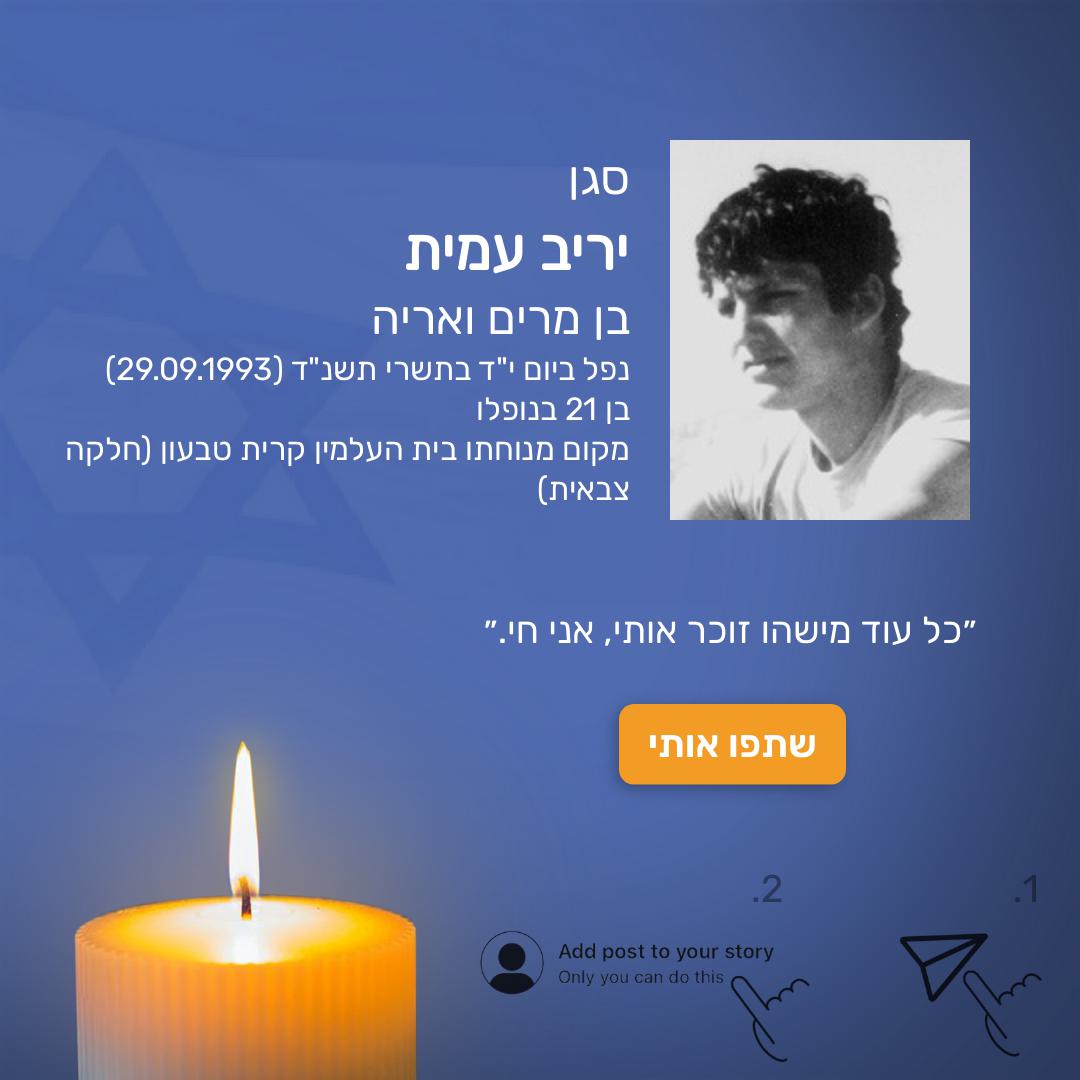 סגן
יריב עמית
בן מרים ואריה
נפל ביום י"ד בתשרי תשנ"ד (29.09.1993)
בן 21 בנופלו
מקום מנוחתו בית העלמין קרית טבעון (חלקה
צבאית)
״כל עוד מישהו זוכר אותי, אני חי.״
שתפו אותי
.1
.2
Add post to your story
Only you can do this